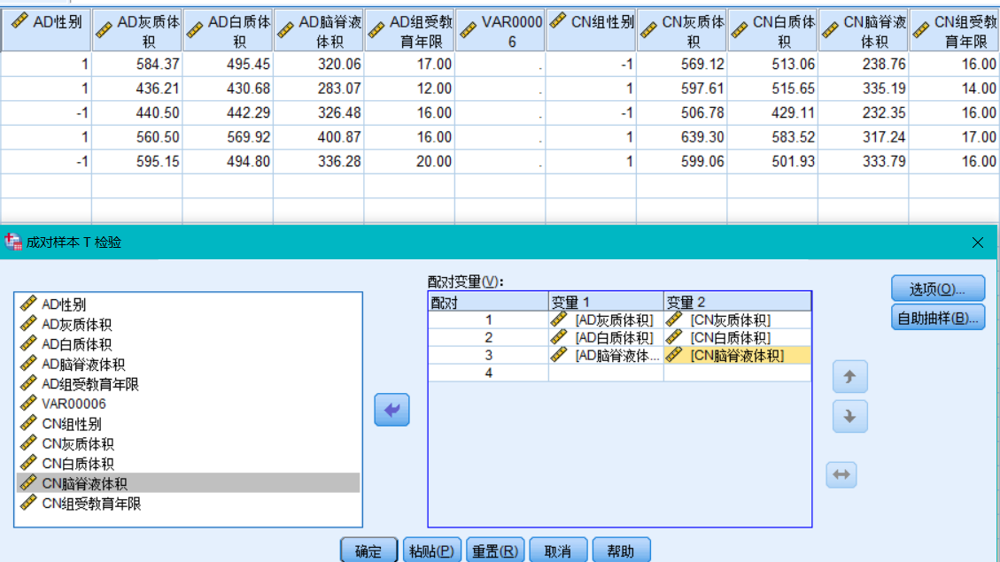 AD性别 AD灰质体积 AD白质体积 AD脑脊液体积 AD组受教育年限 VAR00006 CN组性别 CN灰质体积 CN白质体积 CN脑脊液体积 CN组受教育年限
1 584.37 495.45 320.06 17.00 . -1 569.12 513.06 238.76 16.00
1 436.21 430.68 283.07 12.00 . 1 597.61 515.65 335.19 14.00
-1 440.50 442.29 326.48 16.00 . -1 506.78 429.11 232.35 16.00
1 560.50 569.92 400.87 16.00 . 1 639.30 583.52 317.24 17.00
-1 595.15 494.80 336.28 20.00 . 1 599.06 501.93 333.79 16.00
成对样本 T 检验
AD性别
AD灰质体积
AD白质体积
AD脑脊液体积
AD组受教育年限
VAR00006
CN组性别
CN灰质体积
CN白质体积
CN脑脊液体积
CN组受教育年限
配对变量(V):
配对 变量 1 变量 2
1 [AD灰质体积] [CN灰质体积]
2 [AD白质体积] [CN白质体积]
3 [AD脑脊液体... [CN脑脊液体积]
4
选项(O)...
自助抽样(B)...
确定 粘贴(P) 重置(R) 取消 帮助